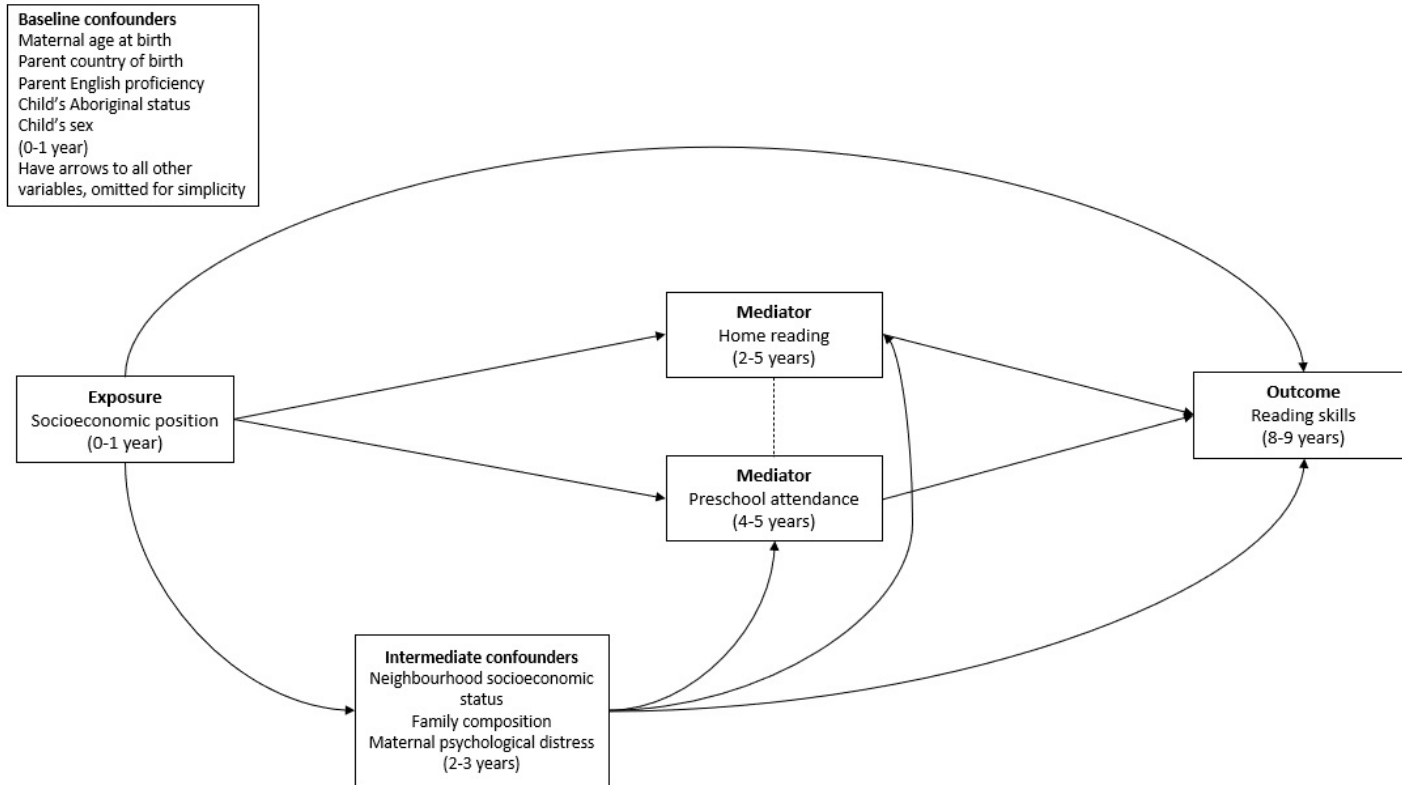 Baseline confounders
Maternal age at birth
Parent country of birth
Parent English proficiency
Child's Aboriginal status
Child's sex
(0-1 year)
Have arrows to all other
variables, omitted for simplicity
Mediator
Home reading
(2-5 years)
Exposure
Socioeconomic position
(0-1 year)
Outcome
Reading skills
(8-9 years)
Mediator
Preschool attendance
(4-5 years)
Intermediate confounders
Neighbourhood socioeconomic
status
Family composition
Maternal psychological distress
(2-3 years)